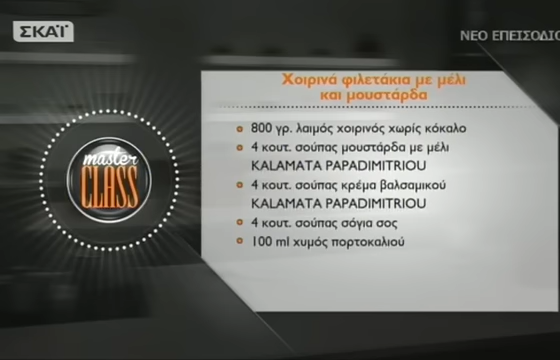 ΣΚΑΪ
ΝΕΟ ΕΠΕΙΣΟΔΙΟ
Χοιρινά φιλετάκια με μέλι
και μουστάρδα
master
CLASS
800 γρ. λαιμός χοιρινός χωρίς κόκαλο
4 κουτ. σούπας μουστάρδα με μέλι
KALAMATA PAPADIMITRIOU
4 κουτ. σούπας κρέμα βαλσαμικού
KALAMATA PAPADIMITRIOU
4 κουτ. σούπας σόγια σος
100 ml χυμός πορτοκαλιού